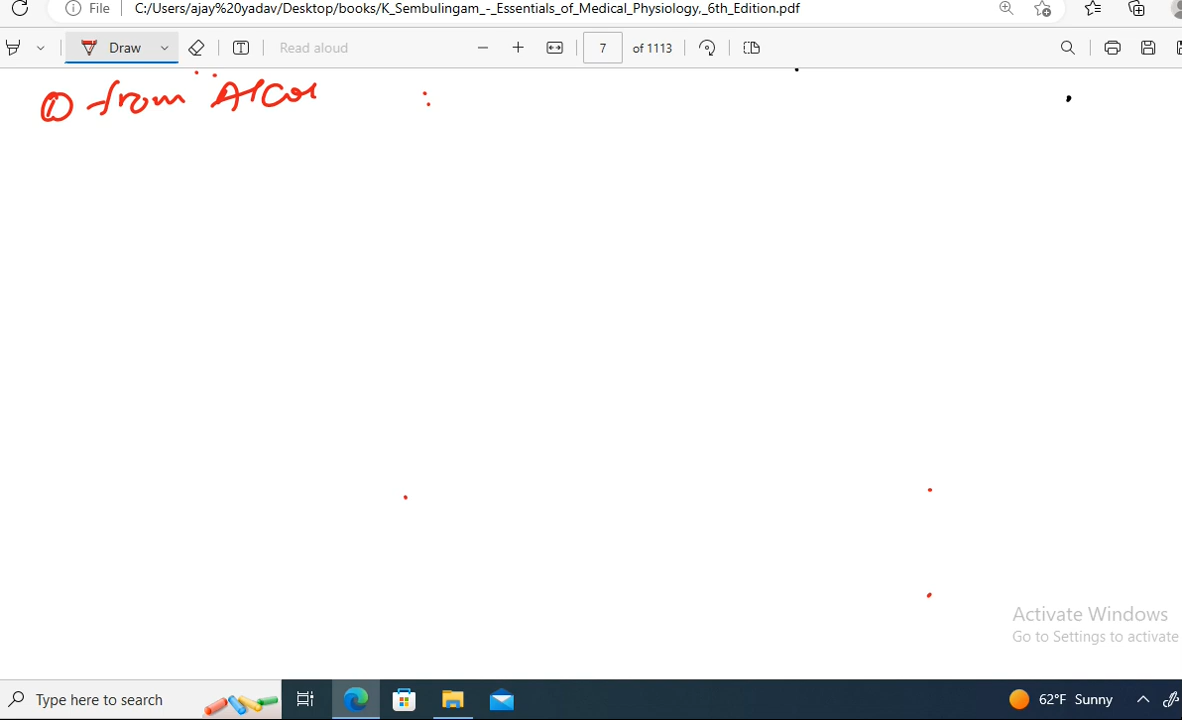 File C:/Users/ajay%20yadav/Desktop/books/K_Sembulingam_-_Essentials_of_Medical_Physiology,_6th_Edition.pdf
Draw Read aloud 7 of 1113
① from Alcol :
Activate Windows
Go to Settings to activate
Type here to search 62°F Sunny